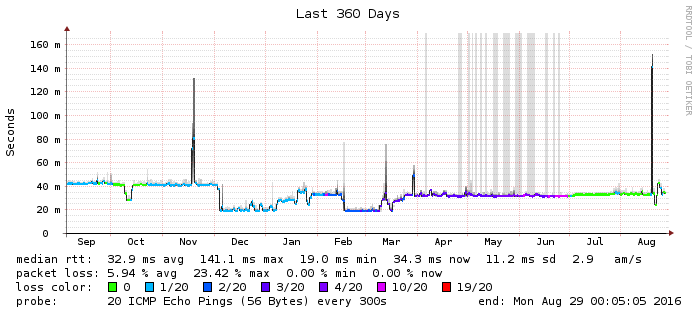 Last 360 Days
RRDTOOL / TOBI OETIKER
Seconds
160 m
140 m
120 m
100 m
80 m
60 m
40 m
20 m
0
Sep Oct Nov Dec Jan Feb Mar Apr May Jun Jul Aug
median rtt: 32.9 ms avg 141.1 ms max 19.0 ms min 34.3 ms now 11.2 ms sd 2.9 am/s
packet loss: 5.94 % avg 23.42 % max 0.00 % min 0.00 % now
loss color: 0 1/20 2/20 3/20 4/20 10/20 19/20
probe: 20 ICMP Echo Pings (56 Bytes) every 300s end: Mon Aug 29 00:05:05 2016